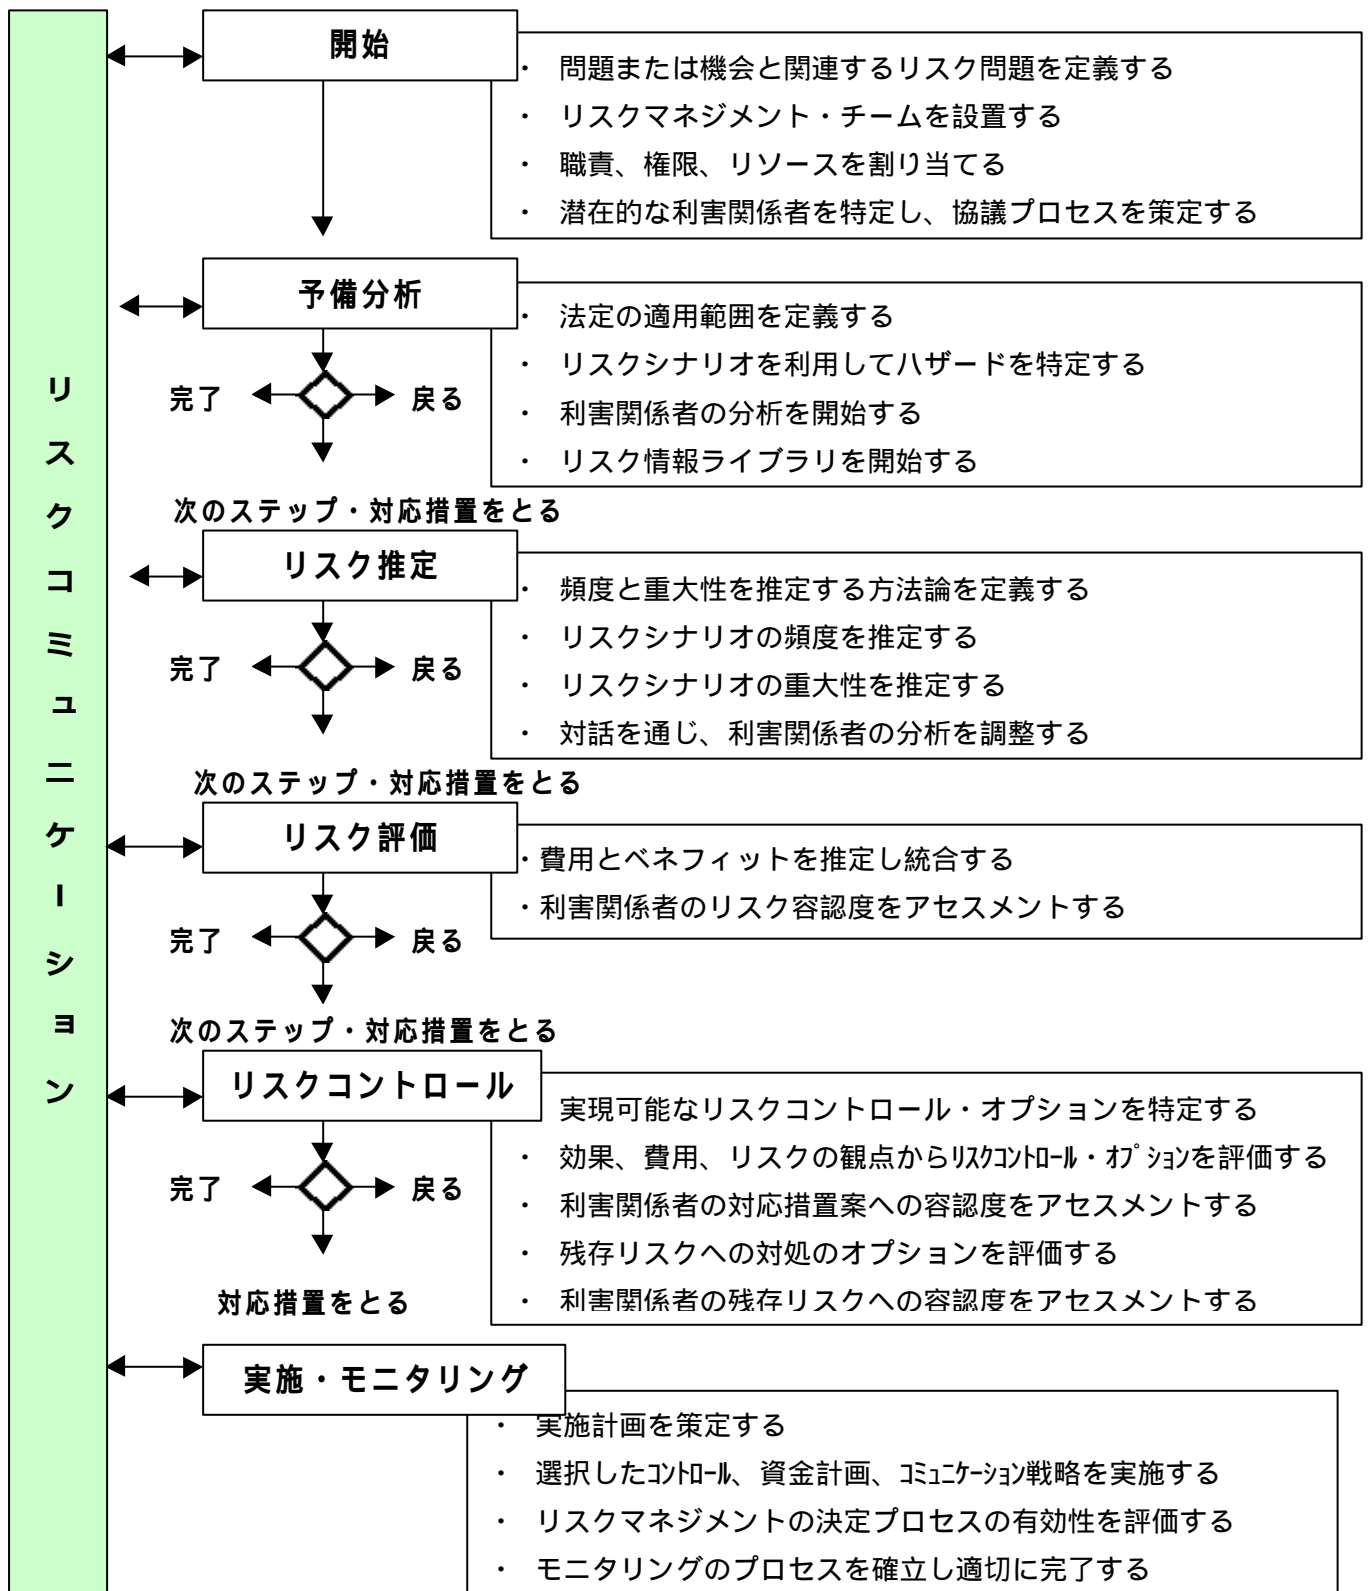 リスクコミュニケーション
開始
・ 問題または機会と関連するリスク問題を定義する
・ リスクマネジメント・チームを設置する
・ 職責、権限、リソースを割り当てる
・ 潜在的な利害関係者を特定し、協議プロセスを策定する
予備分析
・ 法定の適用範囲を定義する
・ リスクシナリオを利用してハザードを特定する
・ 利害関係者の分析を開始する
・ リスク情報ライブラリを開始する
完了 戻る
次のステップ・対応措置をとる
リスク推定
・ 頻度と重大性を推定する方法論を定義する
・ リスクシナリオの頻度を推定する
・ リスクシナリオの重大性を推定する
・ 対話を通じ、利害関係者の分析を調整する
完了 戻る
次のステップ・対応措置をとる
リスク評価
・費用とベネフィットを推定し統合する
・利害関係者のリスク容認度をアセスメントする
完了 戻る
次のステップ・対応措置をとる
リスクコントロール
実現可能なリスクコントロール・オプションを特定する
・ 効果、費用、リスクの観点からﾘｽｸｺﾝﾄﾛｰﾙ・ｵﾌﾟｼｮﾝを評価する
・ 利害関係者の対応措置案への容認度をアセスメントする
・ 残存リスクへの対処のオプションを評価する
・ 利害関係者の残存リスクへの容認度をアセスメントする
完了 戻る
対応措置をとる
実施・モニタリング
・ 実施計画を策定する
・ 選択したｺﾝﾄﾛｰﾙ、資金計画、ｺﾐｭﾆｹｰｼｮﾝ戦略を実施する
・ リスクマネジメントの決定プロセスの有効性を評価する
・ モニタリングのプロセスを確立し適切に完了する